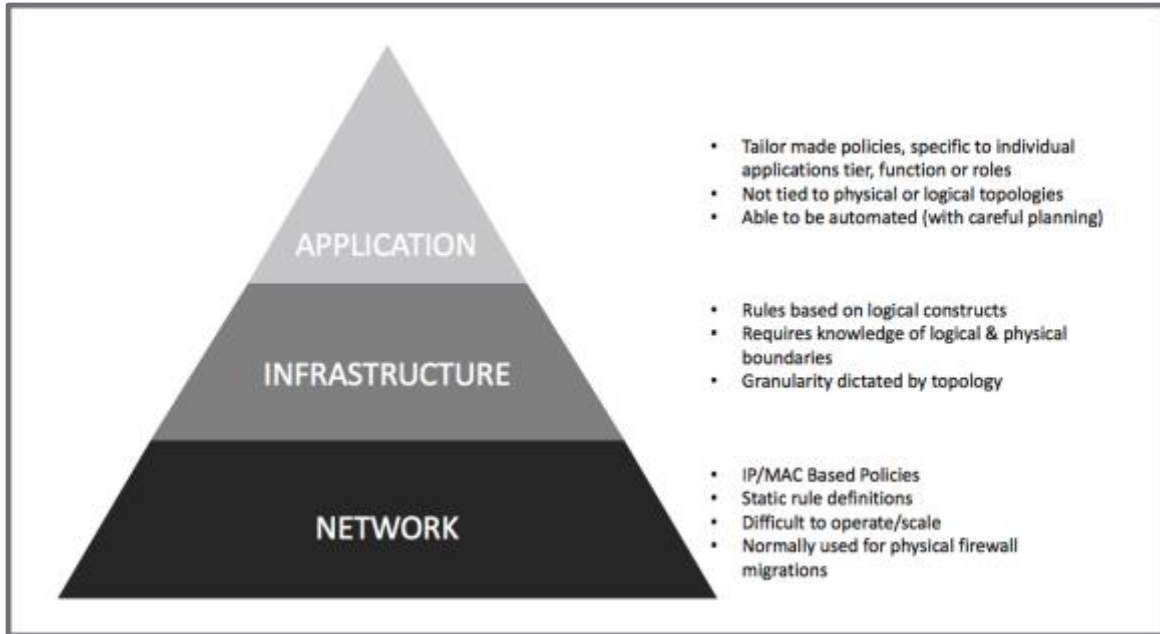 APPLICATION
• Tailor made policies, specific to individual
applications tier, function or roles
• Not tied to physical or logical topologies
• Able to be automated (with careful planning)
INFRASTRUCTURE
• Rules based on logical constructs
• Requires knowledge of logical & physical
boundaries
• Granularity dictated by topology
NETWORK
• IP/MAC Based Policies
• Static rule definitions
• Difficult to operate/scale
• Normally used for physical firewall
migrations